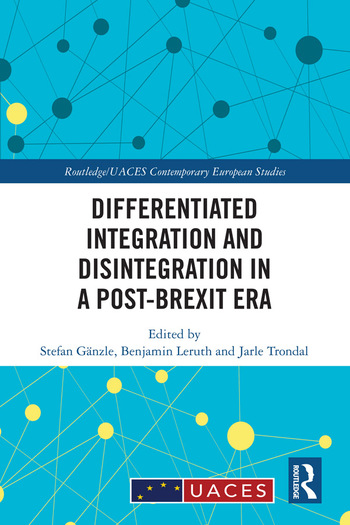 Routledge/UACES Contemporary European Studies
DIFFERENTIATED
INTEGRATION AND
DISINTEGRATION IN
A POST-BREXIT ERA
Edited by
Stefan Gänzle, Benjamin Leruth and Jarle Trondal
UACES
ROUTLEDGE